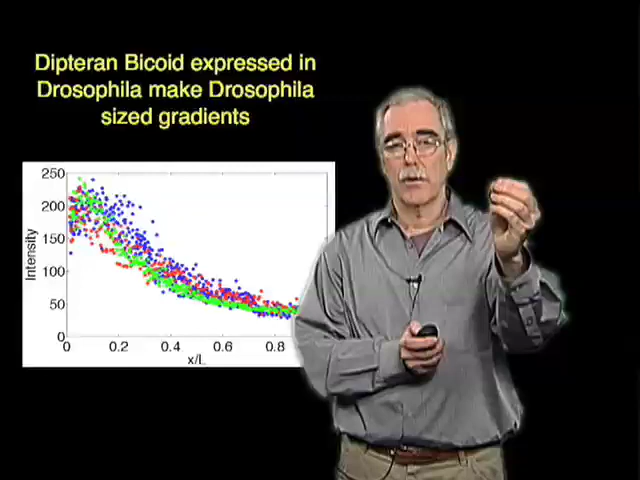 Dipteran Bicoid expressed in
Drosophila make Drosophila
sized gradients
250
200
150
100
50
0
Intensity
0 0.2 0.4 0.6 0.8
x/L